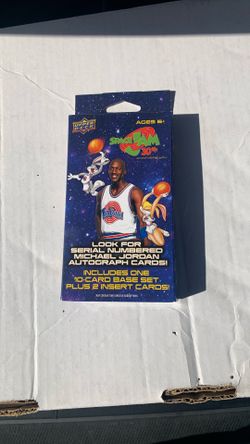 UPPER DECK
AGES 6+
SPACE JAM
30th
LOOK FOR
SERIAL NUMBERED
MICHAEL JORDAN
AUTOGRAPH CARDS!
INCLUDES ONE
10-CARD BASE SET
PLUS 2 INSERT CARDS!